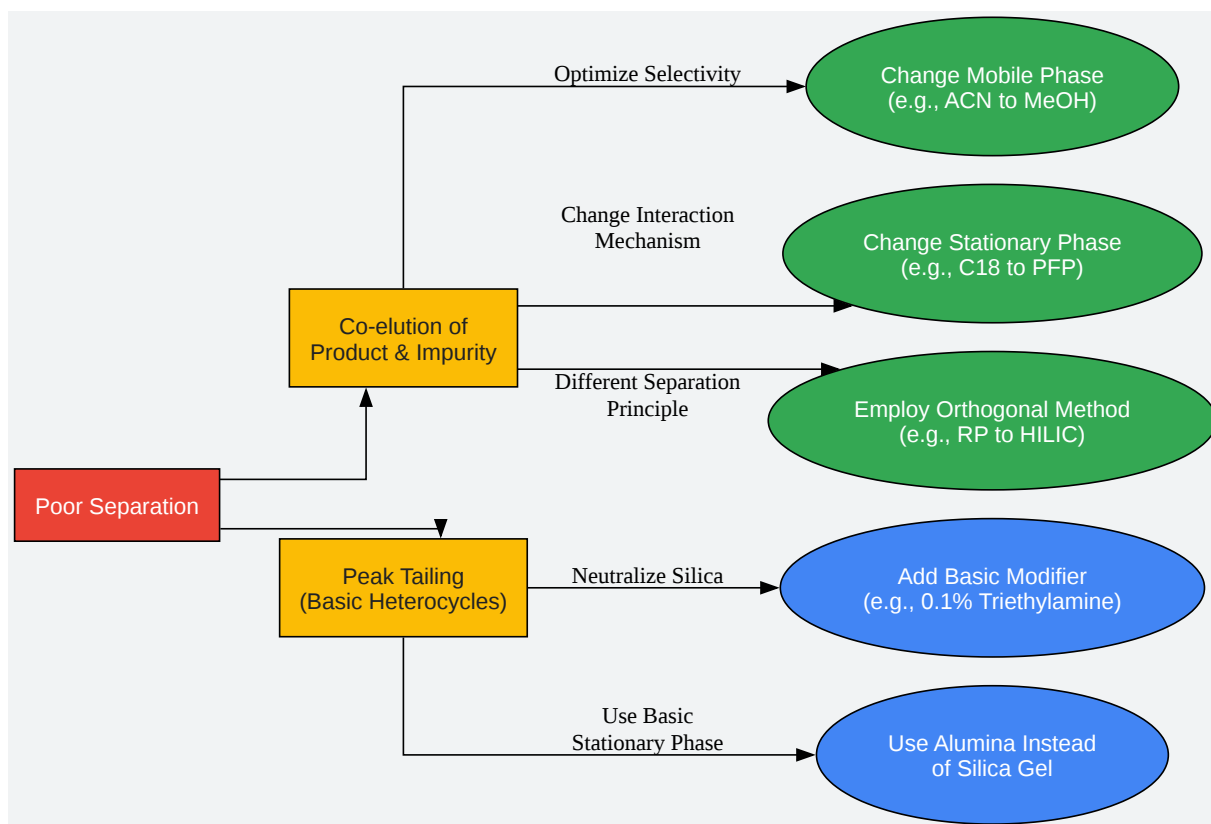 Optimize Selectivity
Change Mobile Phase
(e.g., ACN to MeOH)
Change Interaction
Mechanism
Change Stationary Phase
(e.g., C18 to PFP)
Co-elution of
Product & Impurity
Different Separation
Principle
Employ Orthogonal Method
(e.g., RP to HILIC)
Poor Separation
Peak Tailing
(Basic Heterocycles)
Neutralize Silica
Add Basic Modifier
(e.g., 0.1% Triethylamine)
Use Basic
Stationary Phase
Use Alumina Instead
of Silica Gel